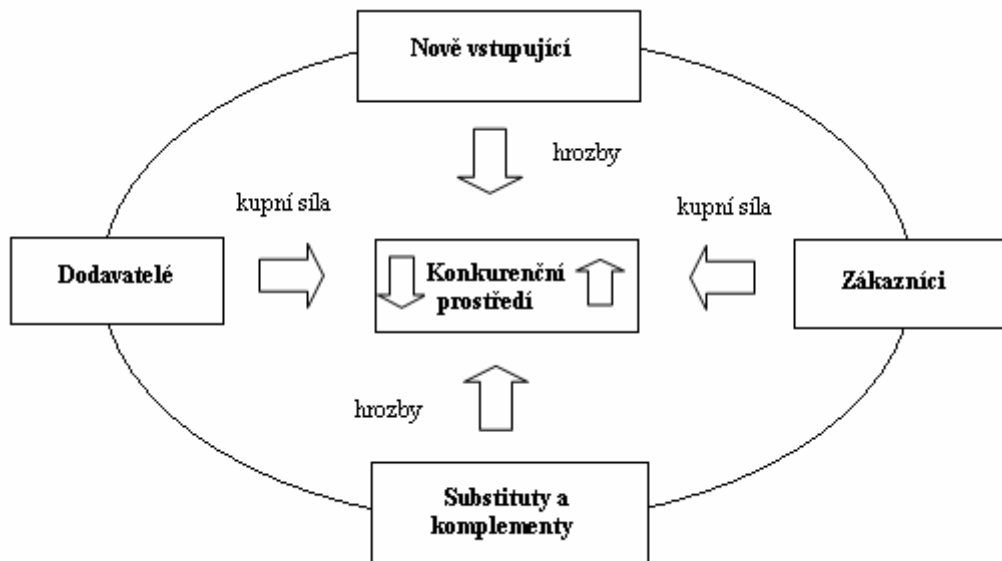 Nově vstupující
hrozby
kupní síla
kupní síla
Dodavatelé
Konkurenční
prostředí
Zákazníci
hrozby
Substituty a
komplementy